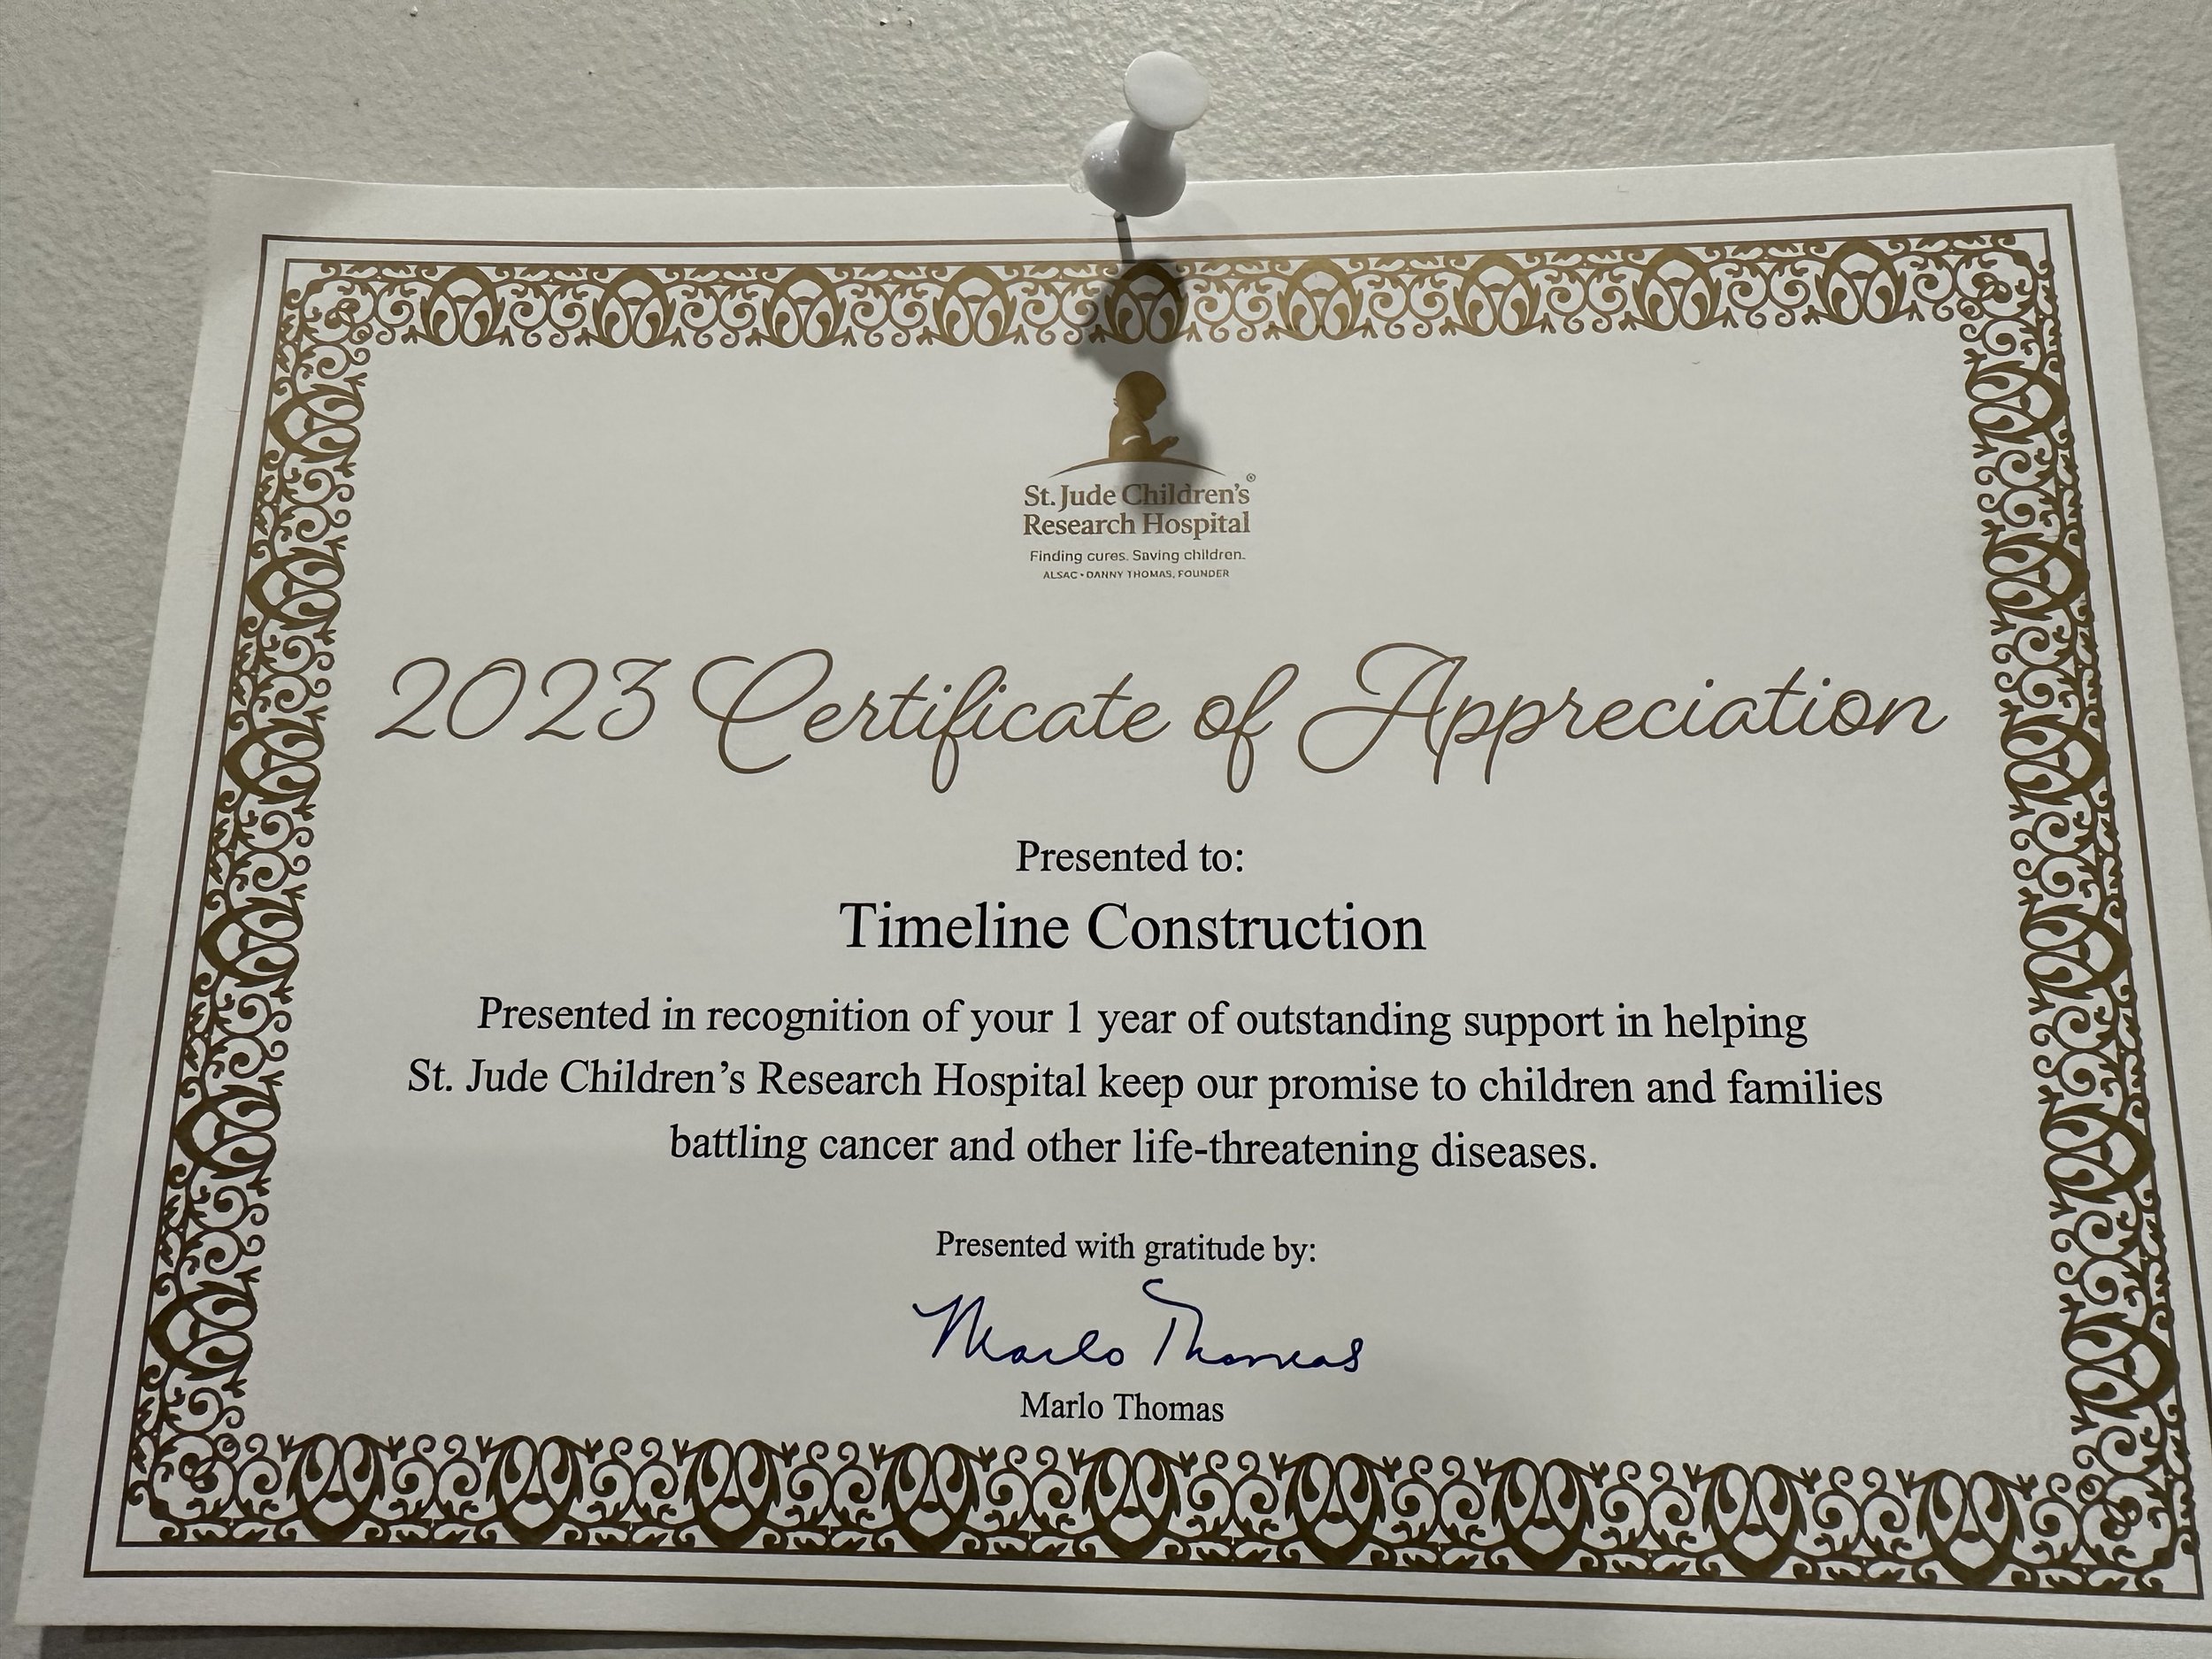 St. Jude Children's®
Research Hospital
Finding cures. Saving children.
ALSAC • DANNY THOMAS, FOUNDER
2023 Certificate of Appreciation
Presented to:
Timeline Construction
Presented in recognition of your 1 year of outstanding support in helping
St. Jude Children’s Research Hospital keep our promise to children and families
battling cancer and other life-threatening diseases.
Presented with gratitude by:
Marlo Thomas
Marlo Thomas